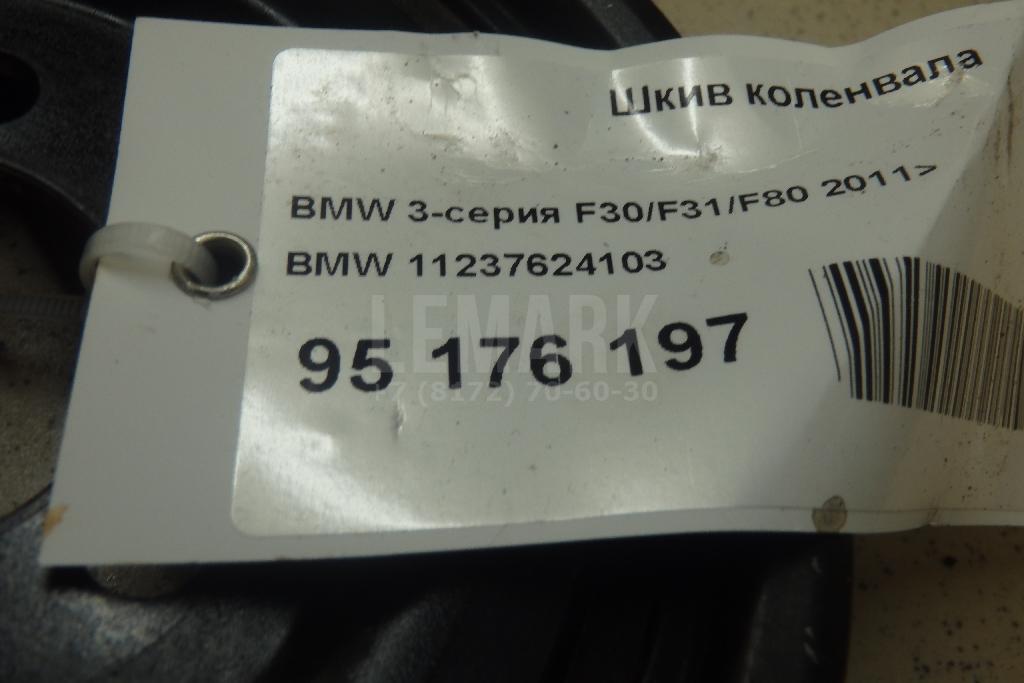 Шкив коленвала
BMW 3-серия F30/F31/F80 2011>
BMW 11237624103
LEMARK
95 176 197
+7 (8172) 70-60-30